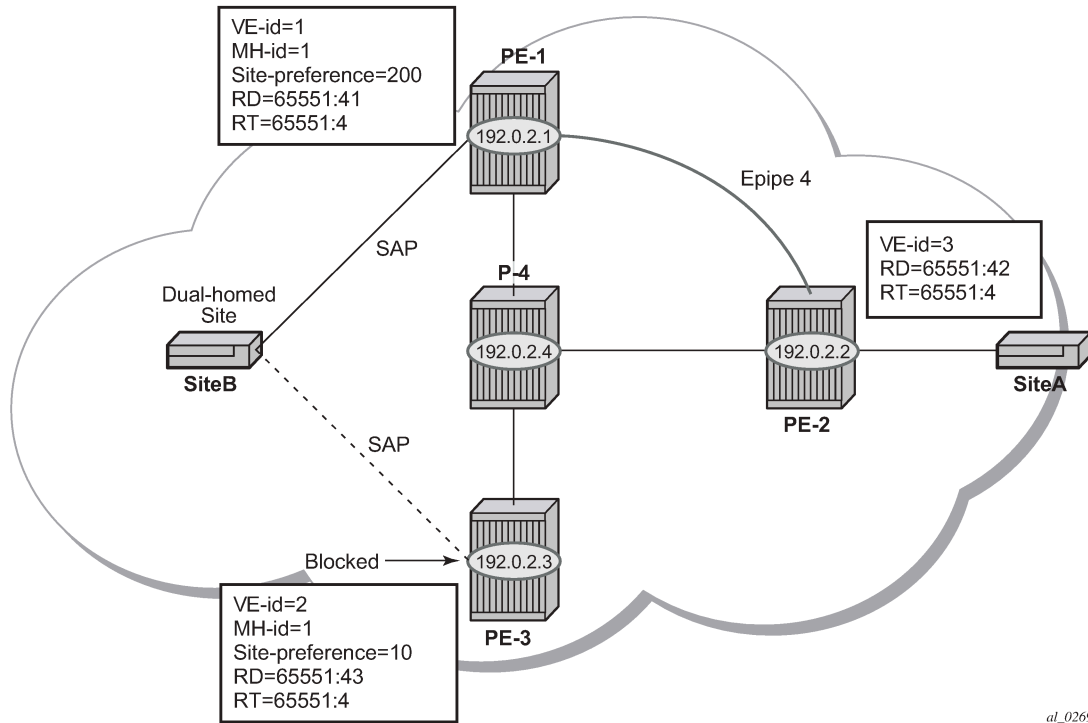 VE-id=1
MH-id=1
Site-preference=200
RD=65551:41
RT=65551:4
PE-1
192.0.2.1
Epipe 4
SAP
VE-id=3
RD=65551:42
RT=65551:4
P-4
Dual-homed
Site
192.0.2.4
192.0.2.2
SiteB
SiteA
PE-2
SAP
Blocked
192.0.2.3
VE-id=2
MH-id=1
Site-preference=10
RD=65551:43
RT=65551:4
PE-3